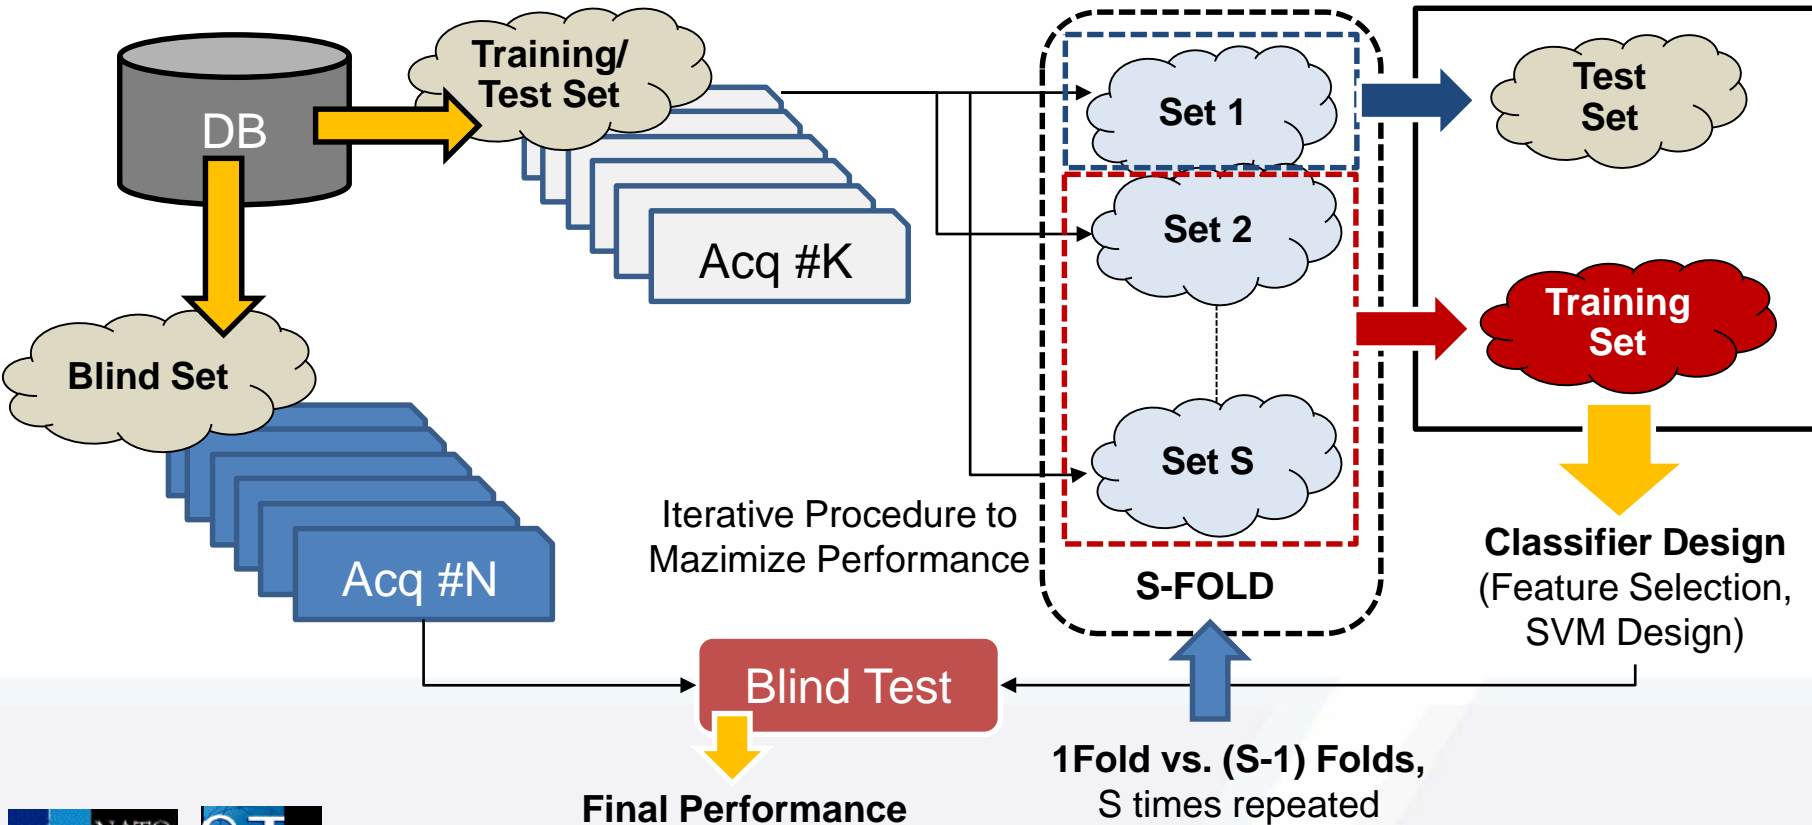 DB
Training/
Test Set
Acq #K
Blind Set
Acq #N
Set 1
Set 2
Set S
S-FOLD
Test
Set
Training
Set
Iterative Procedure to
Mazimize Performance
Classifier Design
(Feature Selection,
SVM Design)
Blind Test
1Fold vs. (S-1) Folds,
S times repeated
Final Performance